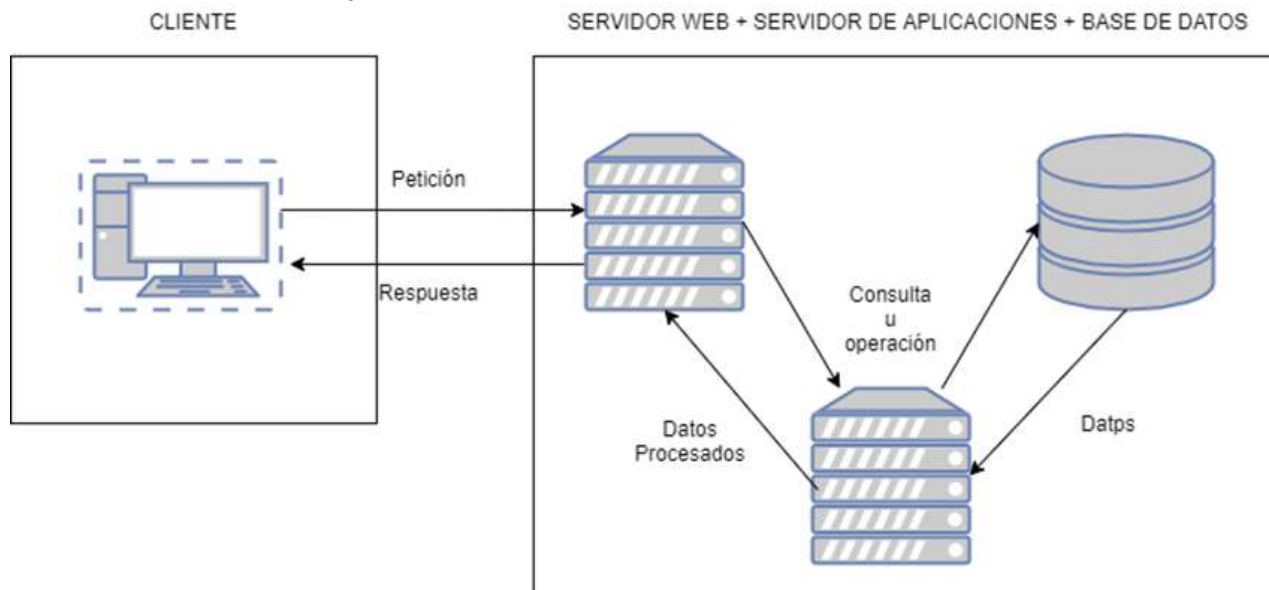 CLIENTE
SERVIDOR WEB + SERVIDOR DE APLICACIONES + BASE DE DATOS
Petición
Respuesta
Consulta
u
operación
Datos
Procesados
Datps